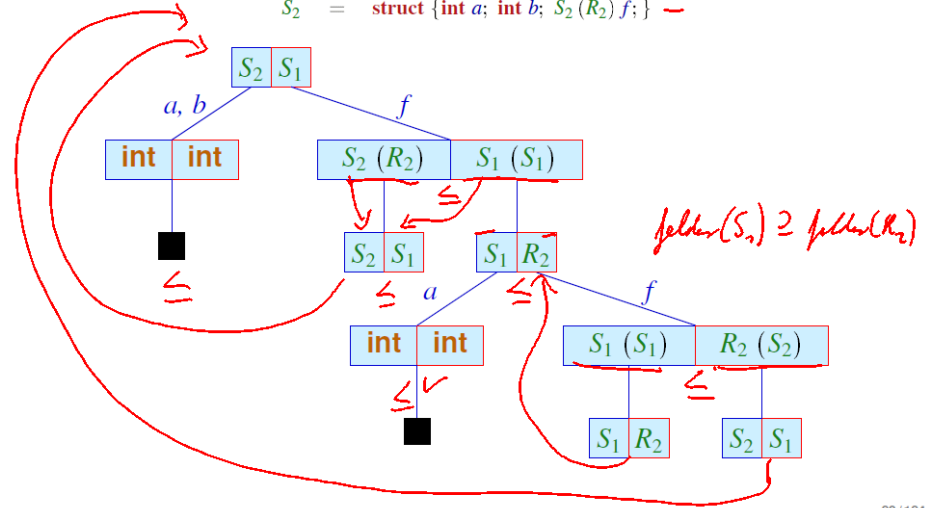 S₂ = struct {int a; int b; S₂ (R₂) f; }
S₂ S₁
a, b
f
int int
S₂ (R₂) S₁ (S₁)
≤
felder(S₁) ⊇ felder(R₂)
S₂ S₁
S₁ R₂
≤
≤
≤
a
f
int int
S₁ (S₁) R₂ (S₂)
≤
≤
S₁ R₂
S₂ S₁